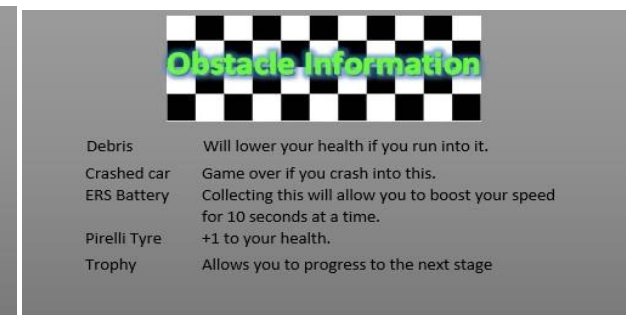 Obstacle Information
Debris Will lower your health if you run into it.
Crashed car Game over if you crash into this.
ERS Battery Collecting this will allow you to boost your speed
for 10 seconds at a time.
Pirelli Tyre +1 to your health.
Trophy Allows you to progress to the next stage